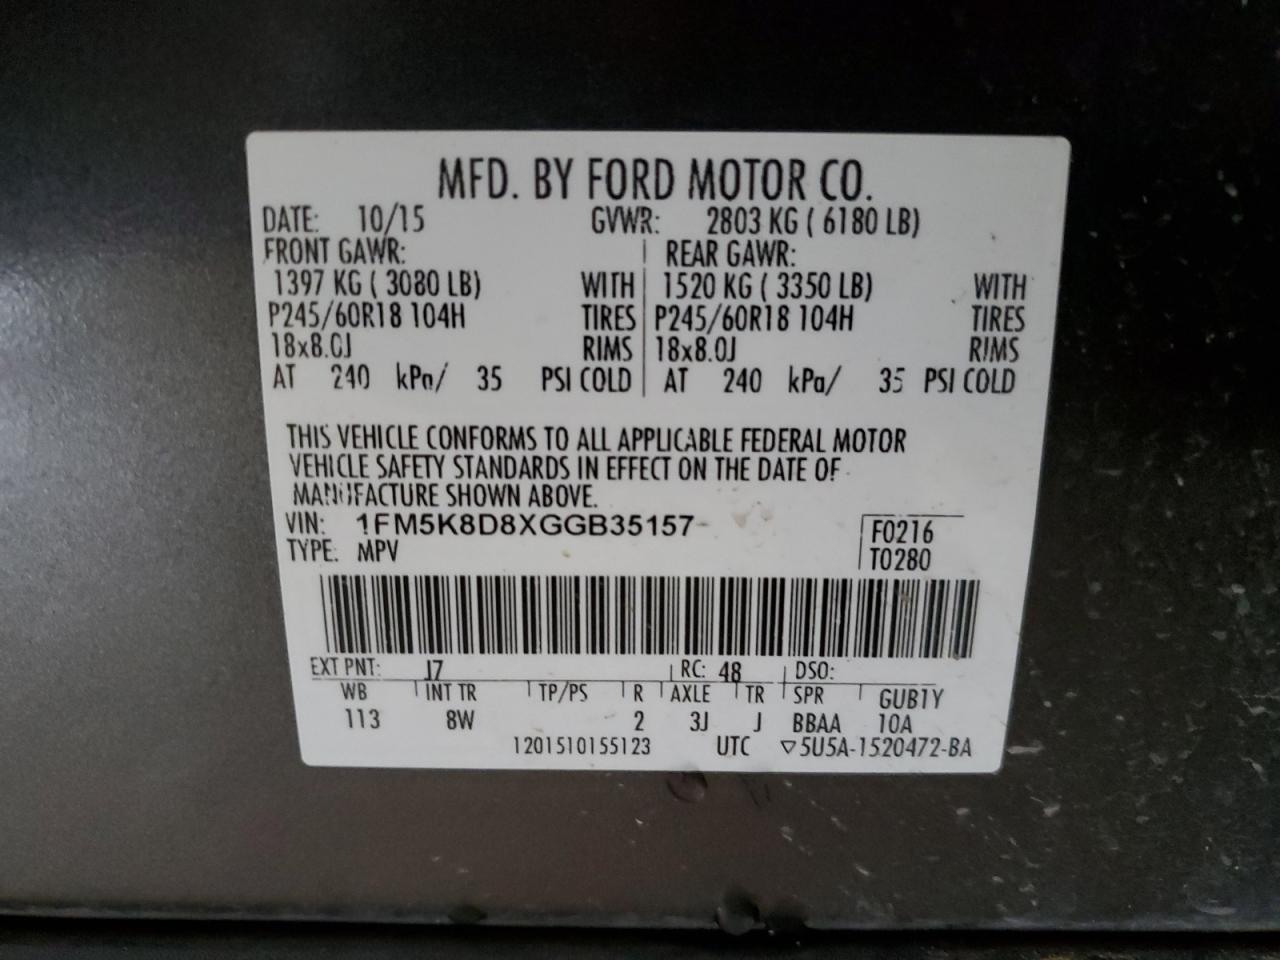 MFD. BY FORD MOTOR CO.
DATE: 10/15 GVWR: 2803 KG ( 6180 LB)
FRONT GAWR: REAR GAWR:
1397 KG ( 3080 LB) WITH 1520 KG ( 3350 LB) WITH
P245/60R18 104H TIRES P245/60R18 104H TIRES
18x8.0J RIMS 18x8.0J RIMS
AT 240 kPa/ 35 PSI COLD AT 240 kPa/ 35 PSI COLD
THIS VEHICLE CONFORMS TO ALL APPLICABLE FEDERAL MOTOR
VEHICLE SAFETY STANDARDS IN EFFECT ON THE DATE OF
MANUFACTURE SHOWN ABOVE.
VIN: 1FM5K8D8XGGB35157 F0216
TYPE: MPV T0280
EXT PNT: J7 RC: 48 DSO:
WB INT TR TP/PS R AXLE TR SPR GUB1Y
113 8W 2 3J J BBAA 10A
1201510155123 UTC ▽5U5A-1520472-BA